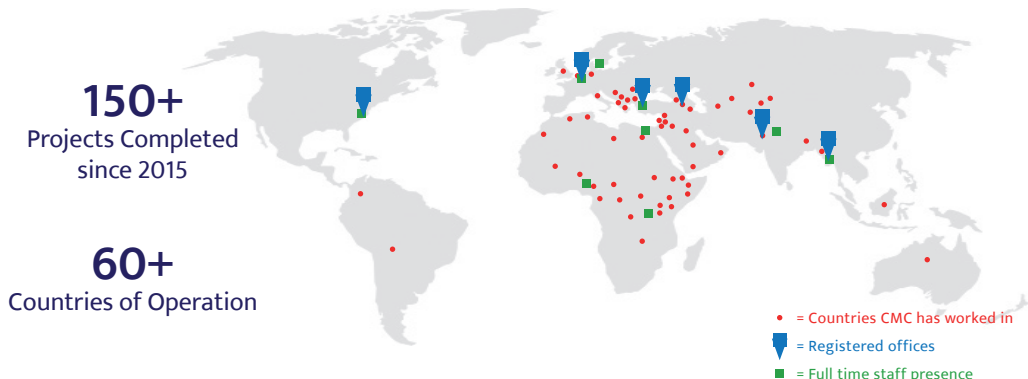 150+
Projects Completed
since 2015
60+
Countries of Operation
= Countries CMC has worked in
= Registered offices
= Full time staff presence